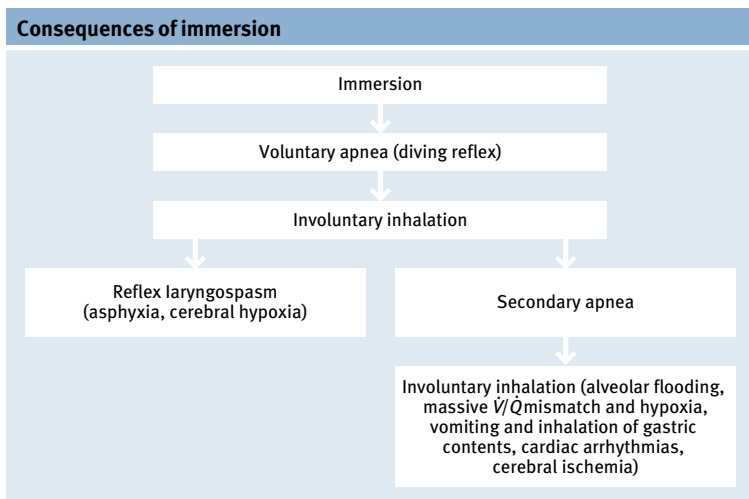 Consequences of immersion
Immersion
Voluntary apnea (diving reflex)
Involuntary inhalation
Reflex laryngospasm
(asphyxia, cerebral hypoxia)
Secondary apnea
Involuntary inhalation (alveolar flooding,
massive V̇/Q̇ mismatch and hypoxia,
vomiting and inhalation of gastric
contents, cardiac arrhythmias,
cerebral ischemia)